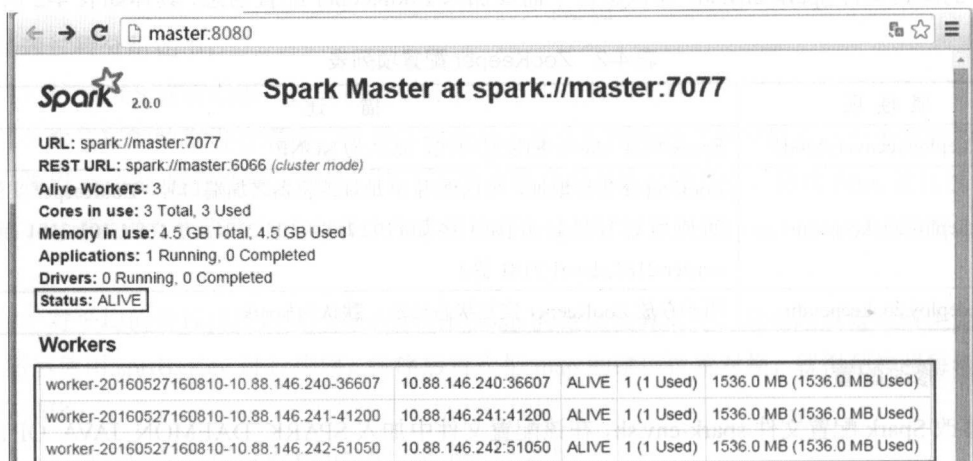 master:8080
Spark 2.0.0
Spark Master at spark://master:7077
URL: spark://master:7077
REST URL: spark://master:6066 (cluster mode)
Alive Workers: 3
Cores in use: 3 Total, 3 Used
Memory in use: 4.5 GB Total, 4.5 GB Used
Applications: 1 Running, 0 Completed
Drivers: 0 Running, 0 Completed
Status: ALIVE
Workers
worker-20160527160810-10.88.146.240-36607 10.88.146.240:36607 ALIVE 1 (1 Used) 1536.0 MB (1536.0 MB Used)
worker-20160527160810-10.88.146.241-41200 10.88.146.241:41200 ALIVE 1 (1 Used) 1536.0 MB (1536.0 MB Used)
worker-20160527160810-10.88.146.242-51050 10.88.146.242:51050 ALIVE 1 (1 Used) 1536.0 MB (1536.0 MB Used)